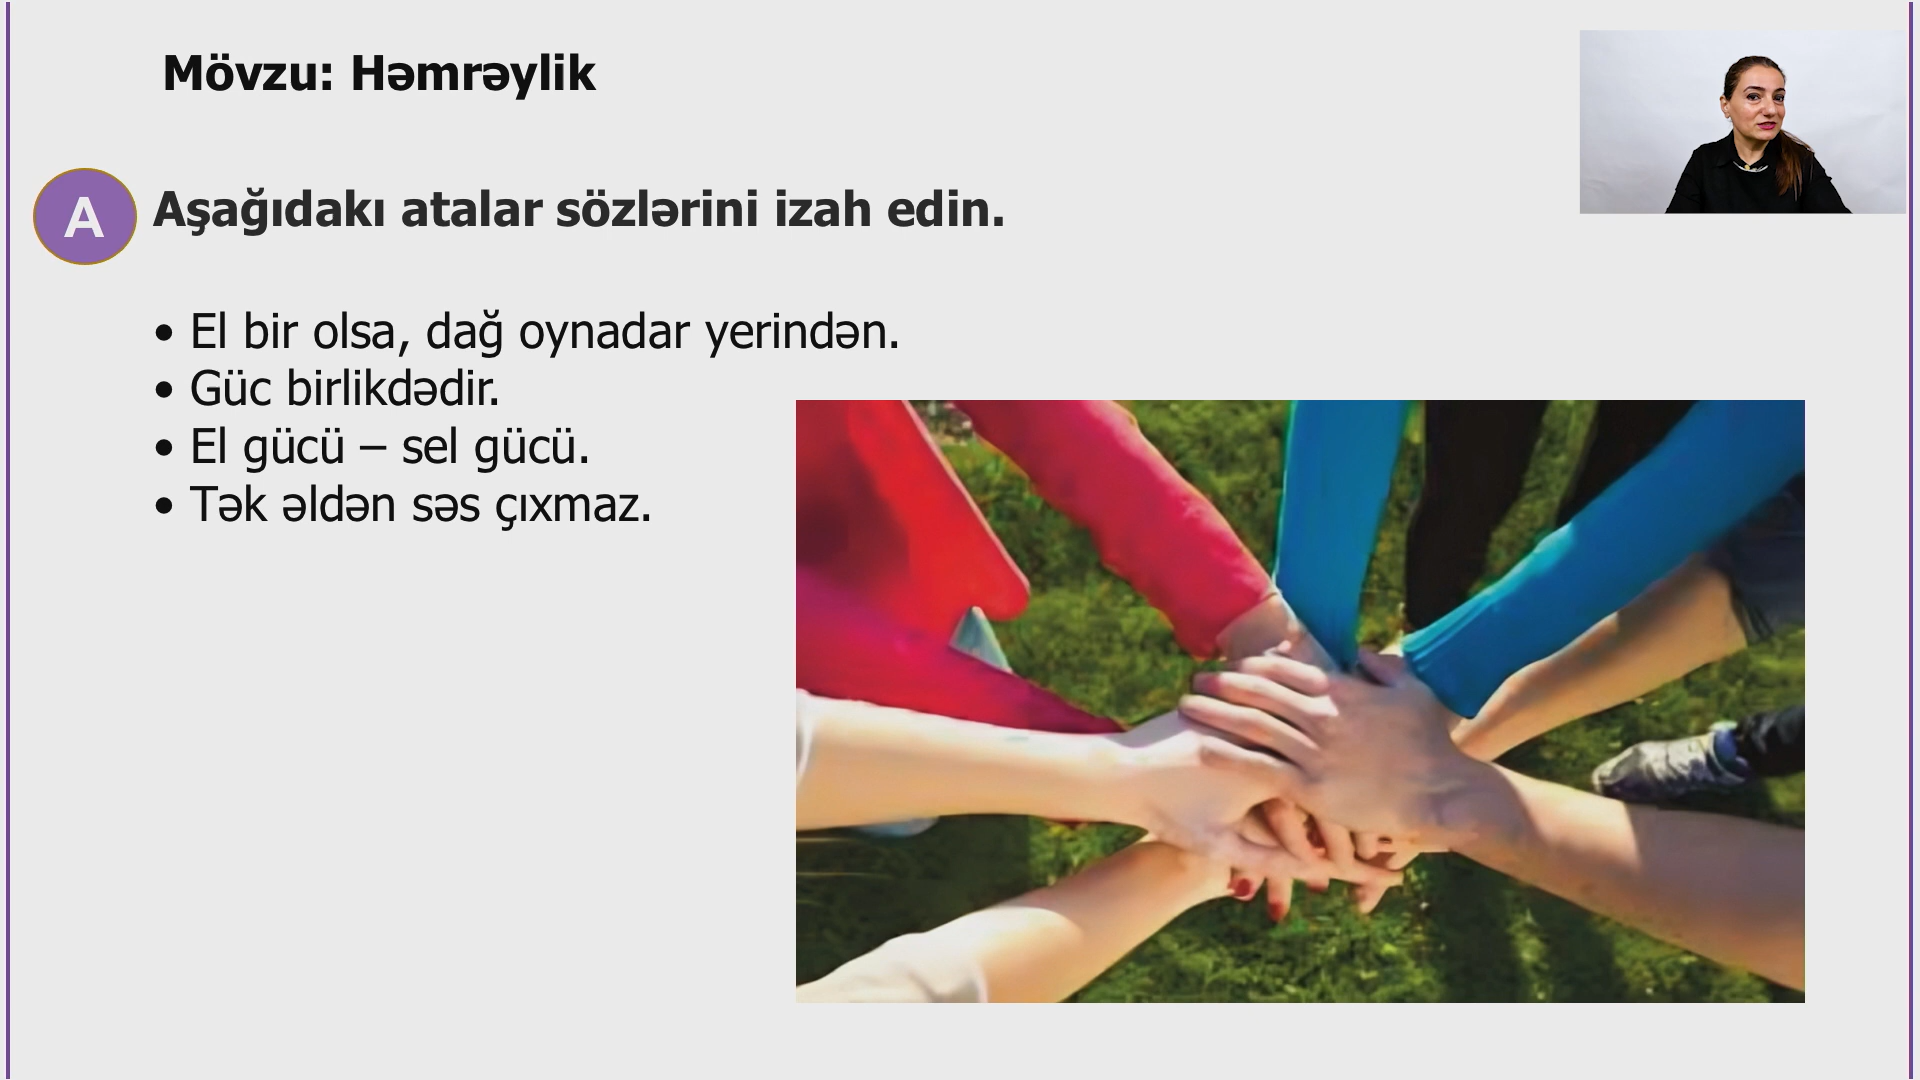 Mövzu: Həmrəylik
A
Aşağıdakı atalar sözlərini izah edin.
• El bir olsa, dağ oynadar yerindən.
• Güc birlikdədir.
• El gücü – sel gücü.
• Tək əldən səs çıxmaz.